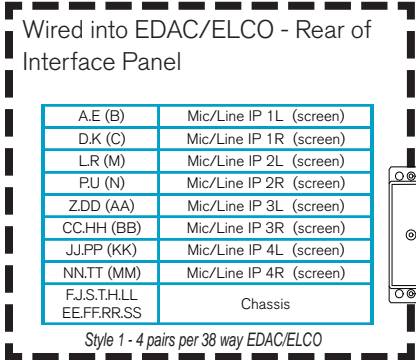 Wired into EDAC/ELCO - Rear of
Interface Panel
A.E (B) Mic/Line IP 1L (screen)
D.K (C) Mic/Line IP 1R (screen)
L.R (M) Mic/Line IP 2L (screen)
P.U (N) Mic/Line IP 2R (screen)
Z.DD (AA) Mic/Line IP 3L (screen)
CC.HH (BB) Mic/Line IP 3R (screen)
JJ.PP (KK) Mic/Line IP 4L (screen)
NN.TT (MM) Mic/Line IP 4R (screen)
F.J.S.T.H.LL
EE.FF.RR.SS Chassis
Style 1 - 4 pairs per 38 way EDAC/ELCO